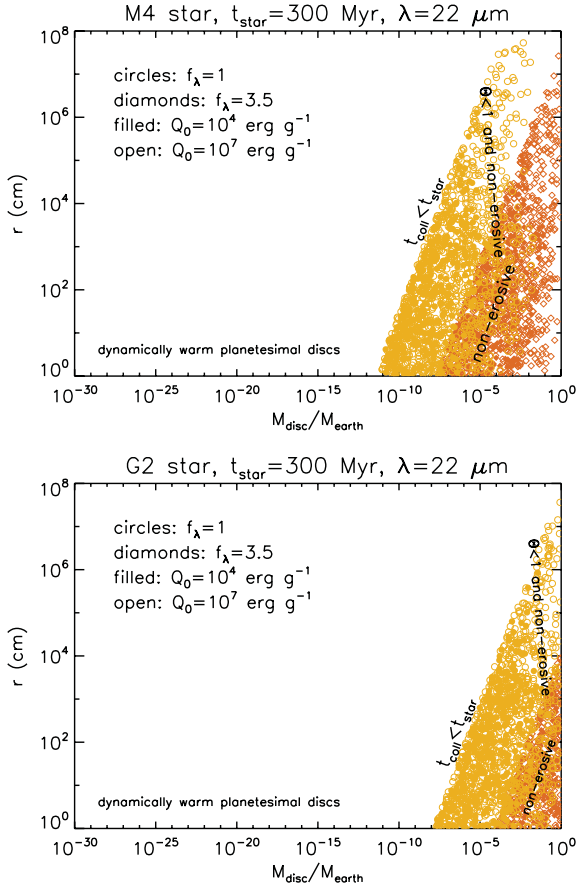 M4 star, t_star=300 Myr, λ=22 μm
circles: f_λ=1
diamonds: f_λ=3.5
filled: Q_0=10^4 erg g^-1
open: Q_0=10^7 erg g^-1
Θ<1 and non-erosive
t_coll<t_star
non-erosive
dynamically warm planetesimal discs
r (cm)
10^8
10^6
10^4
10^2
10^0
10^-30 10^-25 10^-20 10^-15 10^-10 10^-5 10^0
M_disc/M_earth
G2 star, t_star=300 Myr, λ=22 μm
circles: f_λ=1
diamonds: f_λ=3.5
filled: Q_0=10^4 erg g^-1
open: Q_0=10^7 erg g^-1
Θ<1 and non-erosive
t_coll<t_star
non-erosive
dynamically warm planetesimal discs
r (cm)
10^8
10^6
10^4
10^2
10^0
10^-30 10^-25 10^-20 10^-15 10^-10 10^-5 10^0
M_disc/M_earth